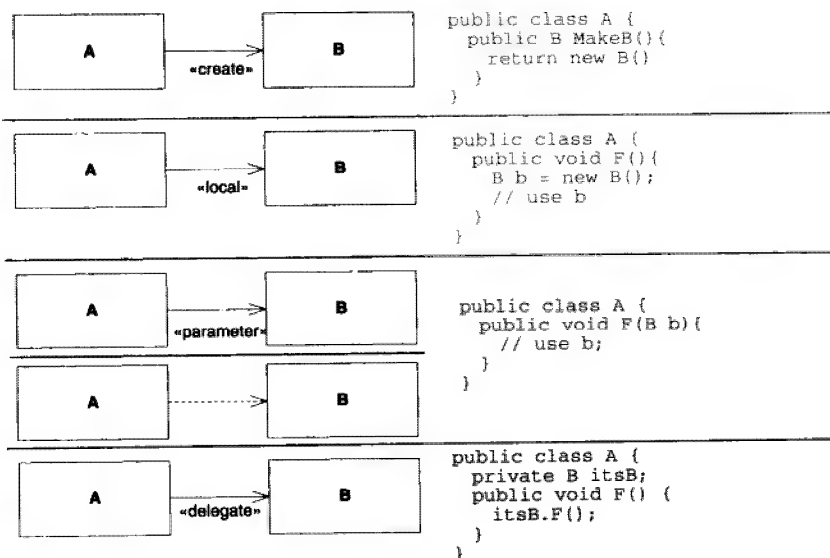 A
B
«create»
public class A {
public B MakeB(){
return new B()
}
}
A
B
«local»
public class A {
public void F(){
B b = new B();
// use b
}
}
A
B
«parameter»
public class A {
public void F(B b){
// use b;
}
}
A
B
A
B
«delegate»
public class A {
private B itsB;
public void F() {
itsB.F();
}
}